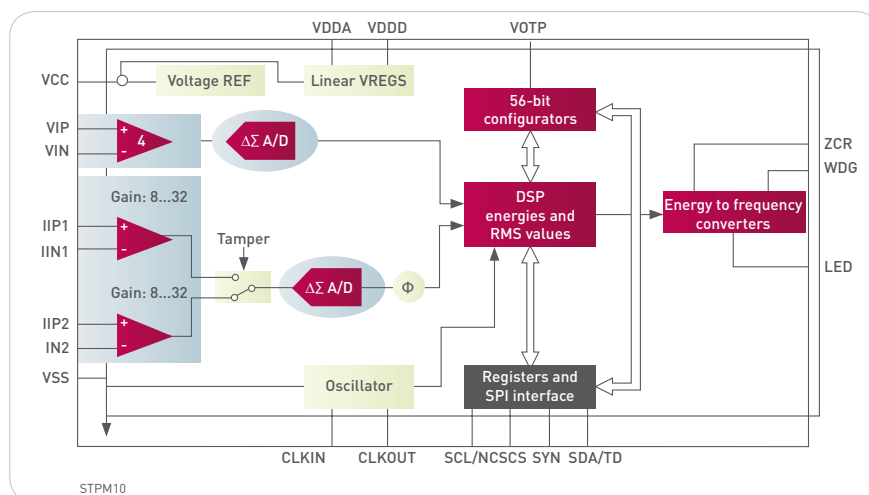 VDDA VDDD VOTP
VCC
Voltage REF
Linear VREGS
56-bit
configurators
VIP
VIN
+
-
4
ΔΣ A/D
ZCR
WDG
Gain: 8...32
DSP
energies and
RMS values
Energy to frequency
converters
IIP1
IIN1
+
-
Tamper
ΔΣ A/D
Φ
LED
Gain: 8...32
IIP2
IN2
+
-
VSS
Oscillator
Registers and
SPI interface
CLKIN CLKOUT SCL/NCSCS SYN SDA/TD
STPM10